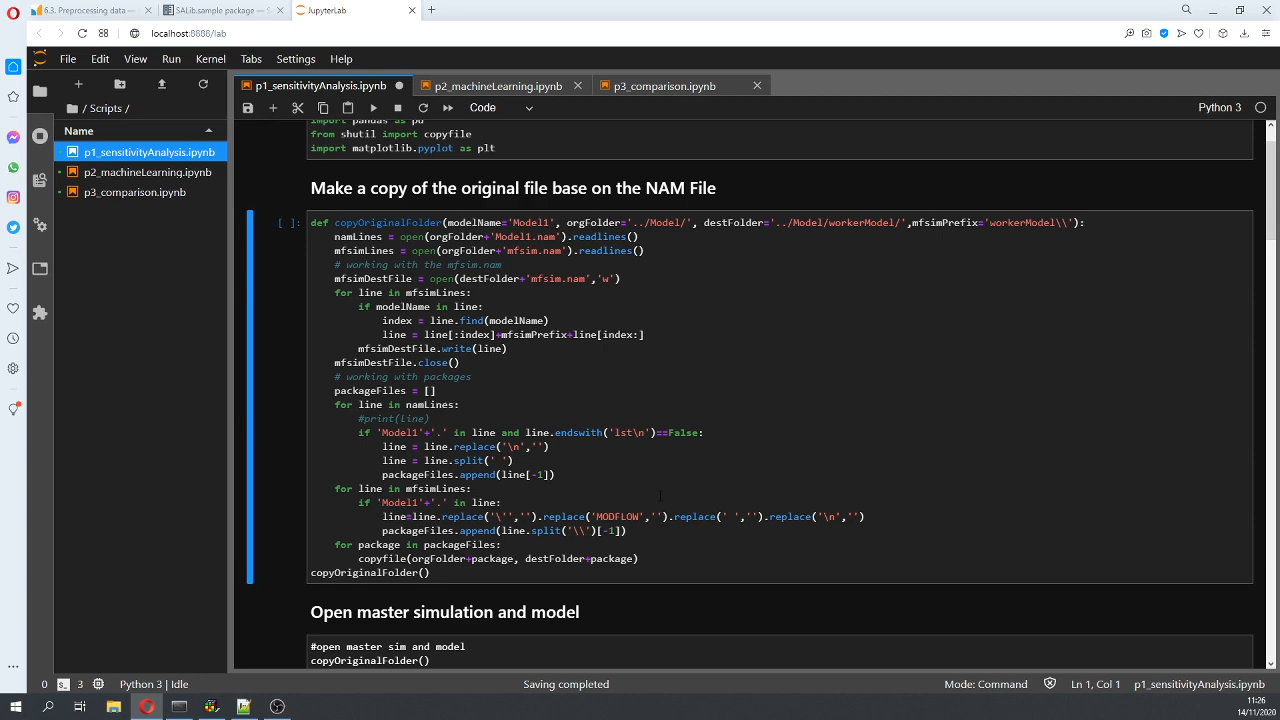 6.3. Preprocessing data —
SALib.sample package — S
JupyterLab
localhost:8888/lab
File Edit View Run Kernel Tabs Settings Help
p1_sensitivityAnalysis.ipynb
p2_machineLearning.ipynb
p3_comparison.ipynb
/ Scripts /
Code
Python 3
Name
p1_sensitivityAnalysis.ipynb
p2_machineLearning.ipynb
p3_comparison.ipynb
import pandas as pd
from shutil import copyfile
import matplotlib.pyplot as plt
Make a copy of the original file base on the NAM File
[ ]: def copyOriginalFolder(modelName='Model1', orgFolder='../Model/', destFolder='../Model/workerModel/',mfsimPrefix='workerModel\\'):
namLines = open(orgFolder+'Model1.nam').readlines()
mfsimLines = open(orgFolder+'mfsim.nam').readlines()
# working with the mfsim.nam
mfsimDestFile = open(destFolder+'mfsim.nam','w')
for line in mfsimLines:
if modelName in line:
index = line.find(modelName)
line = line[:index]+mfsimPrefix+line[index:]
mfsimDestFile.write(line)
mfsimDestFile.close()
# working with packages
packageFiles = []
for line in namLines:
#print(line)
if 'Model1'+'.' in line and line.endswith('lst\n')==False:
line = line.replace('\n','')
line = line.split(' ')
packageFiles.append(line[-1])
for line in mfsimLines:
if 'Model1'+'.' in line:
line=line.replace('\'','').replace('MODFLOW','').replace(' ','').replace('\n','')
packageFiles.append(line.split('\\')[-1])
for package in packageFiles:
copyfile(orgFolder+package, destFolder+package)
copyOriginalFolder()
Open master simulation and model
#open master sim and model
copyOriginalFolder()
0 3 Python 3 | Idle
Saving completed
Mode: Command
Ln 1, Col 1
p1_sensitivityAnalysis.ipynb
11:26
14/11/2020